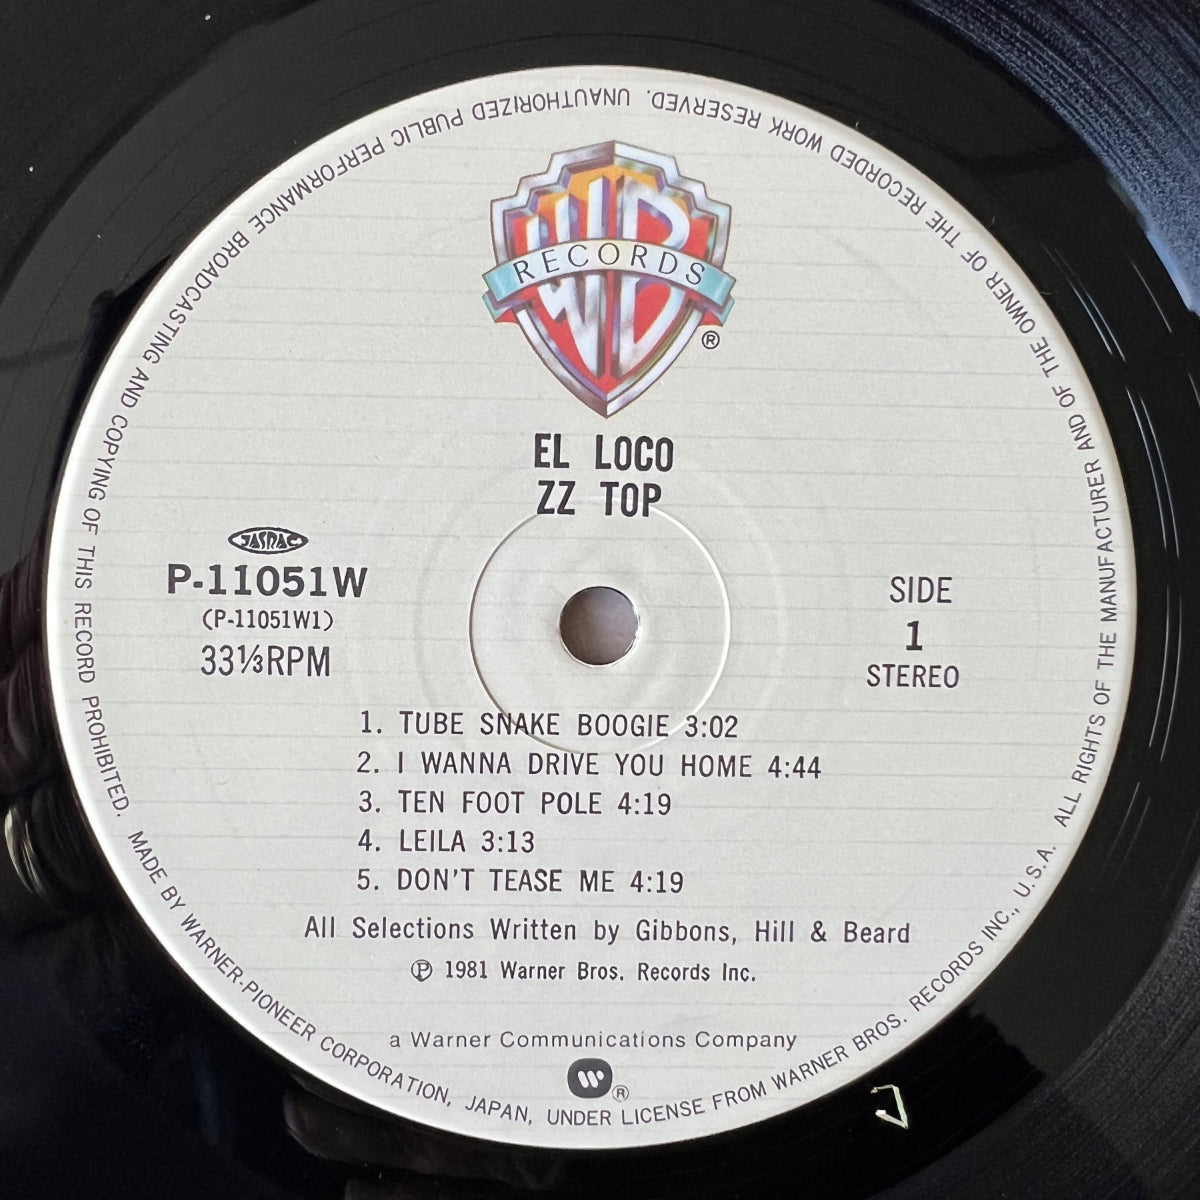 WB
RECORDS
®
EL LOCO
ZZ TOP
JASRAC
P-11051W
(P-11051W1)
33⅓RPM
SIDE
1
STEREO
1. TUBE SNAKE BOOGIE 3:02
2. I WANNA DRIVE YOU HOME 4:44
3. TEN FOOT POLE 4:19
4. LEILA 3:13
5. DON'T TEASE ME 4:19
All Selections Written by Gibbons, Hill & Beard
℗ 1981 Warner Bros. Records Inc.
a Warner Communications Company
®
MADE BY WARNER-PIONEER CORPORATION, JAPAN, UNDER LICENSE FROM WARNER BROS. RECORDS INC., U.S.A. ALL RIGHTS OF THE MANUFACTURER AND OF THE OWNER OF THE RECORDED WORK RESERVED. UNAUTHORIZED PUBLIC PERFORMANCE BROADCASTING AND COPYING OF THIS RECORD PROHIBITED.